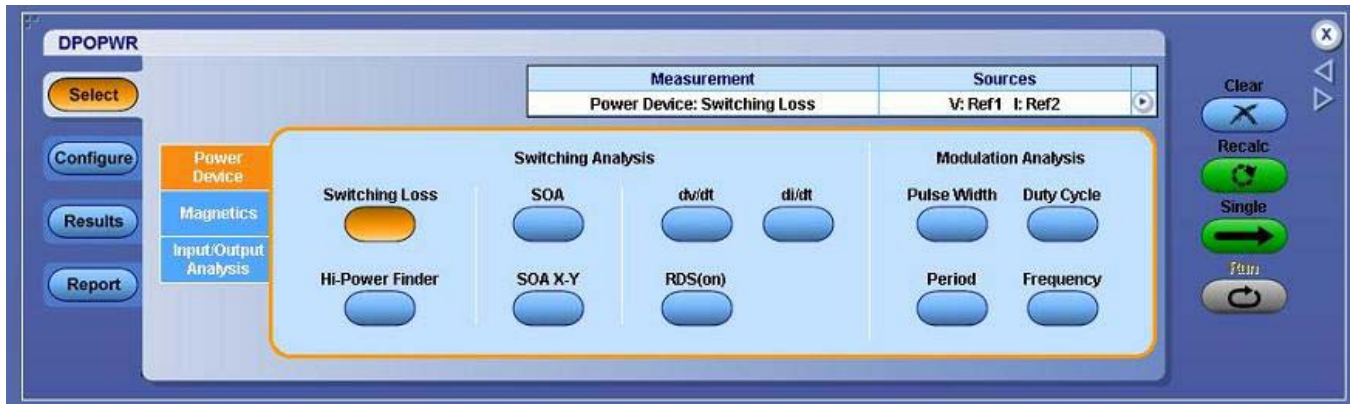 DPOPWR
Select
Configure
Results
Report
Measurement Sources
Power Device: Switching Loss V: Ref1 I: Ref2
Power Device
Magnetics
Input/Output Analysis
Switching Analysis
Switching Loss SOA dv/dt di/dt
Hi-Power Finder SOA X-Y RDS(on)
Modulation Analysis
Pulse Width Duty Cycle
Period Frequency
X
Clear
Recalc
Single
Run